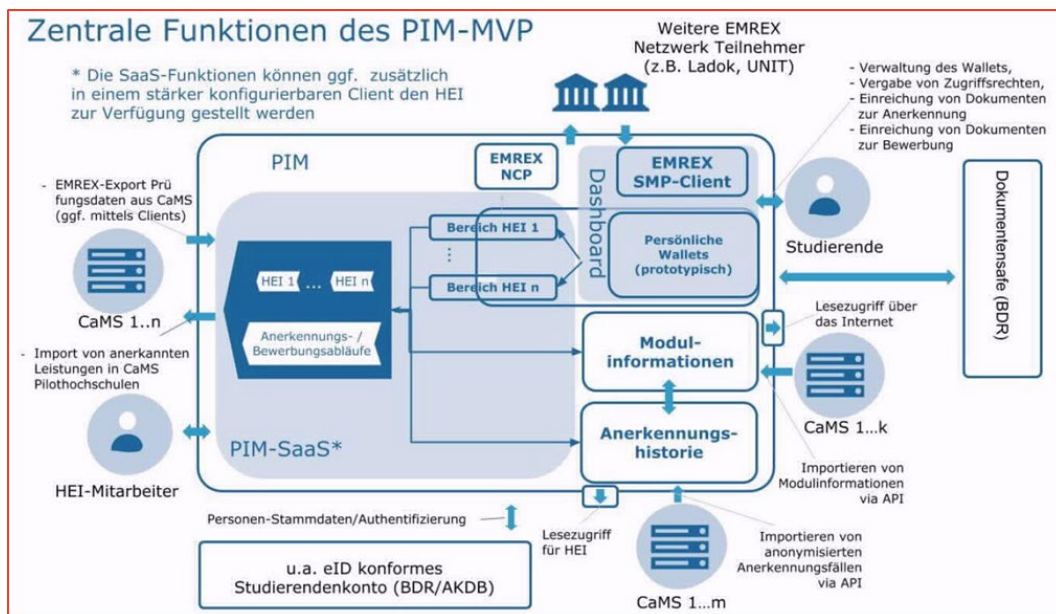 Zentrale Funktionen des PIM-MVP
* Die SaaS-Funktionen können ggf. zusätzlich
in einem stärker konfigurierbaren Client den HEI
zur Verfügung gestellt werden
Weitere EMREX
Netzwerk Teilnehmer
(z.B. Ladok, UNIT)
- Verwaltung des Wallets,
- Vergabe von Zugriffsrechten,
- Einreichung von Dokumenten
zur Anerkennung
- Einreichung von Dokumenten
zur Bewerbung
PIM
EMREX
NCP
EMREX
SMP-Client
Dashboard
- EMREX-Export Prü
fungsdaten aus CaMS
(ggf. mittels Clients)
CaMS 1..n
- Import von anerkannten
Leistungen in CaMS
Pilothochschulen
HEI-Mitarbeiter
HEI 1 ... HEI n
Anerkennungs- /
Bewerbungsabläufe
PIM-SaaS*
Bereich HEI 1
...
Bereich HEI n
Persönliche
Wallets
(prototypisch)
Studierende
Dokumentensafe (BDR)
Lesezugriff über
das Internet
Modul-
informationen
CaMS 1...k
Anerkennungs-
historie
Importieren von
Modulinformationen
via API
Personen-Stammdaten/Authentifizierung
Lesezugriff
für HEI
u.a. eID konformes
Studierendenkonto (BDR/AKDB)
CaMS 1...m
Importieren von
anonymisierten
Anerkennungsfällen
via API